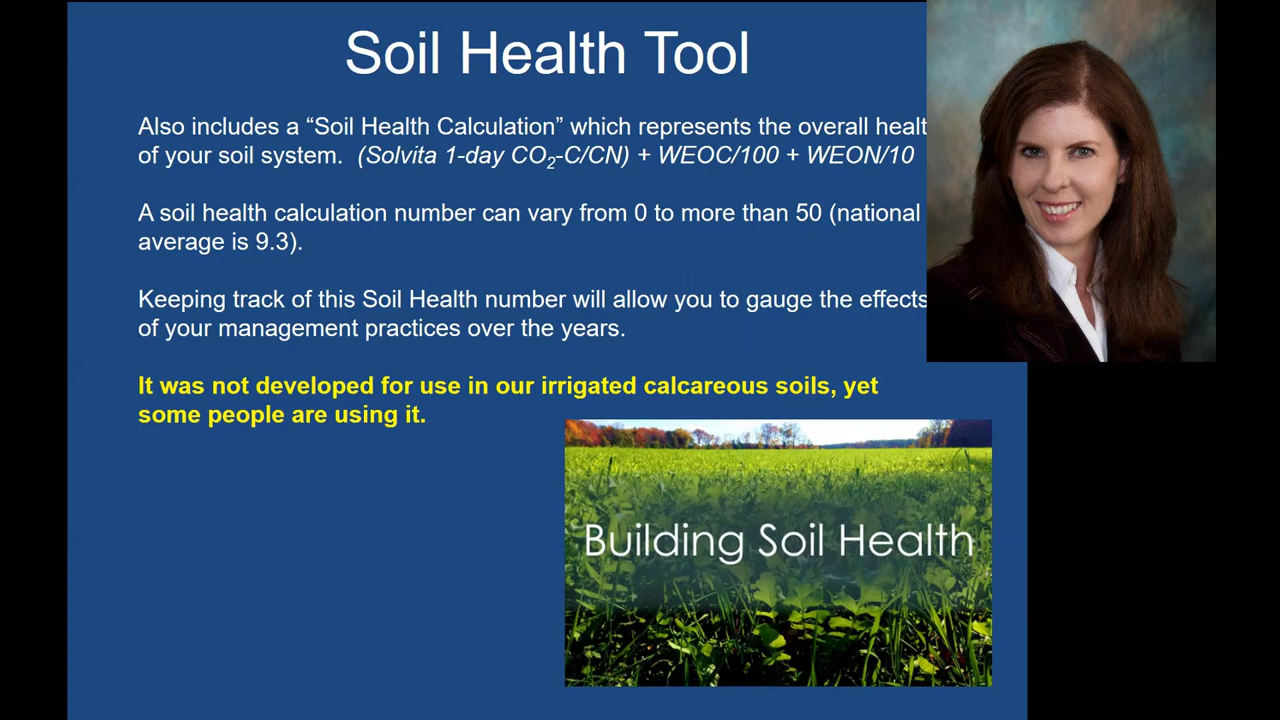 Soil Health Tool
Also includes a “Soil Health Calculation” which represents the overall healt
of your soil system. (Solvita 1-day CO₂-C/CN) + WEOC/100 + WEON/10
A soil health calculation number can vary from 0 to more than 50 (national
average is 9.3).
Keeping track of this Soil Health number will allow you to gauge the effects
of your management practices over the years.
It was not developed for use in our irrigated calcareous soils, yet
some people are using it.
Building Soil Health